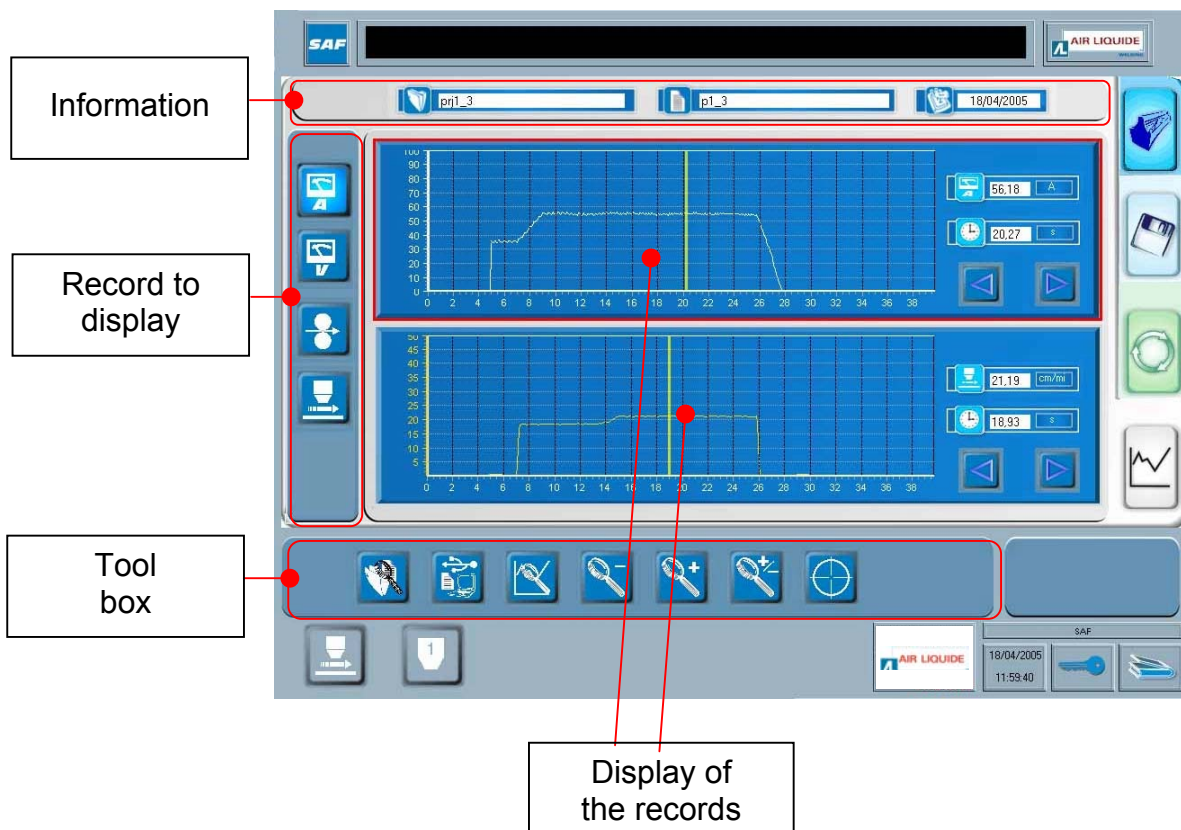 SAF
AIR LIQUIDE
Information
prj1_3
p1_3
18/04/2005
A
V
100
90
80
70
60
50
40
30
20
10
0
0 2 4 6 8 10 12 14 16 18 20 22 24 26 28 30 32 34 36 38
56,18 A
20,27 s
Record to
display
50
45
40
35
30
25
20
15
10
5
0 2 4 6 8 10 12 14 16 18 20 22 24 26 28 30 32 34 36 38
21,19 cm/mi
18,93 s
Tool
box
- + +/-
1
AIR LIQUIDE
SAF
18/04/2005
11:59:40
Display of
the records